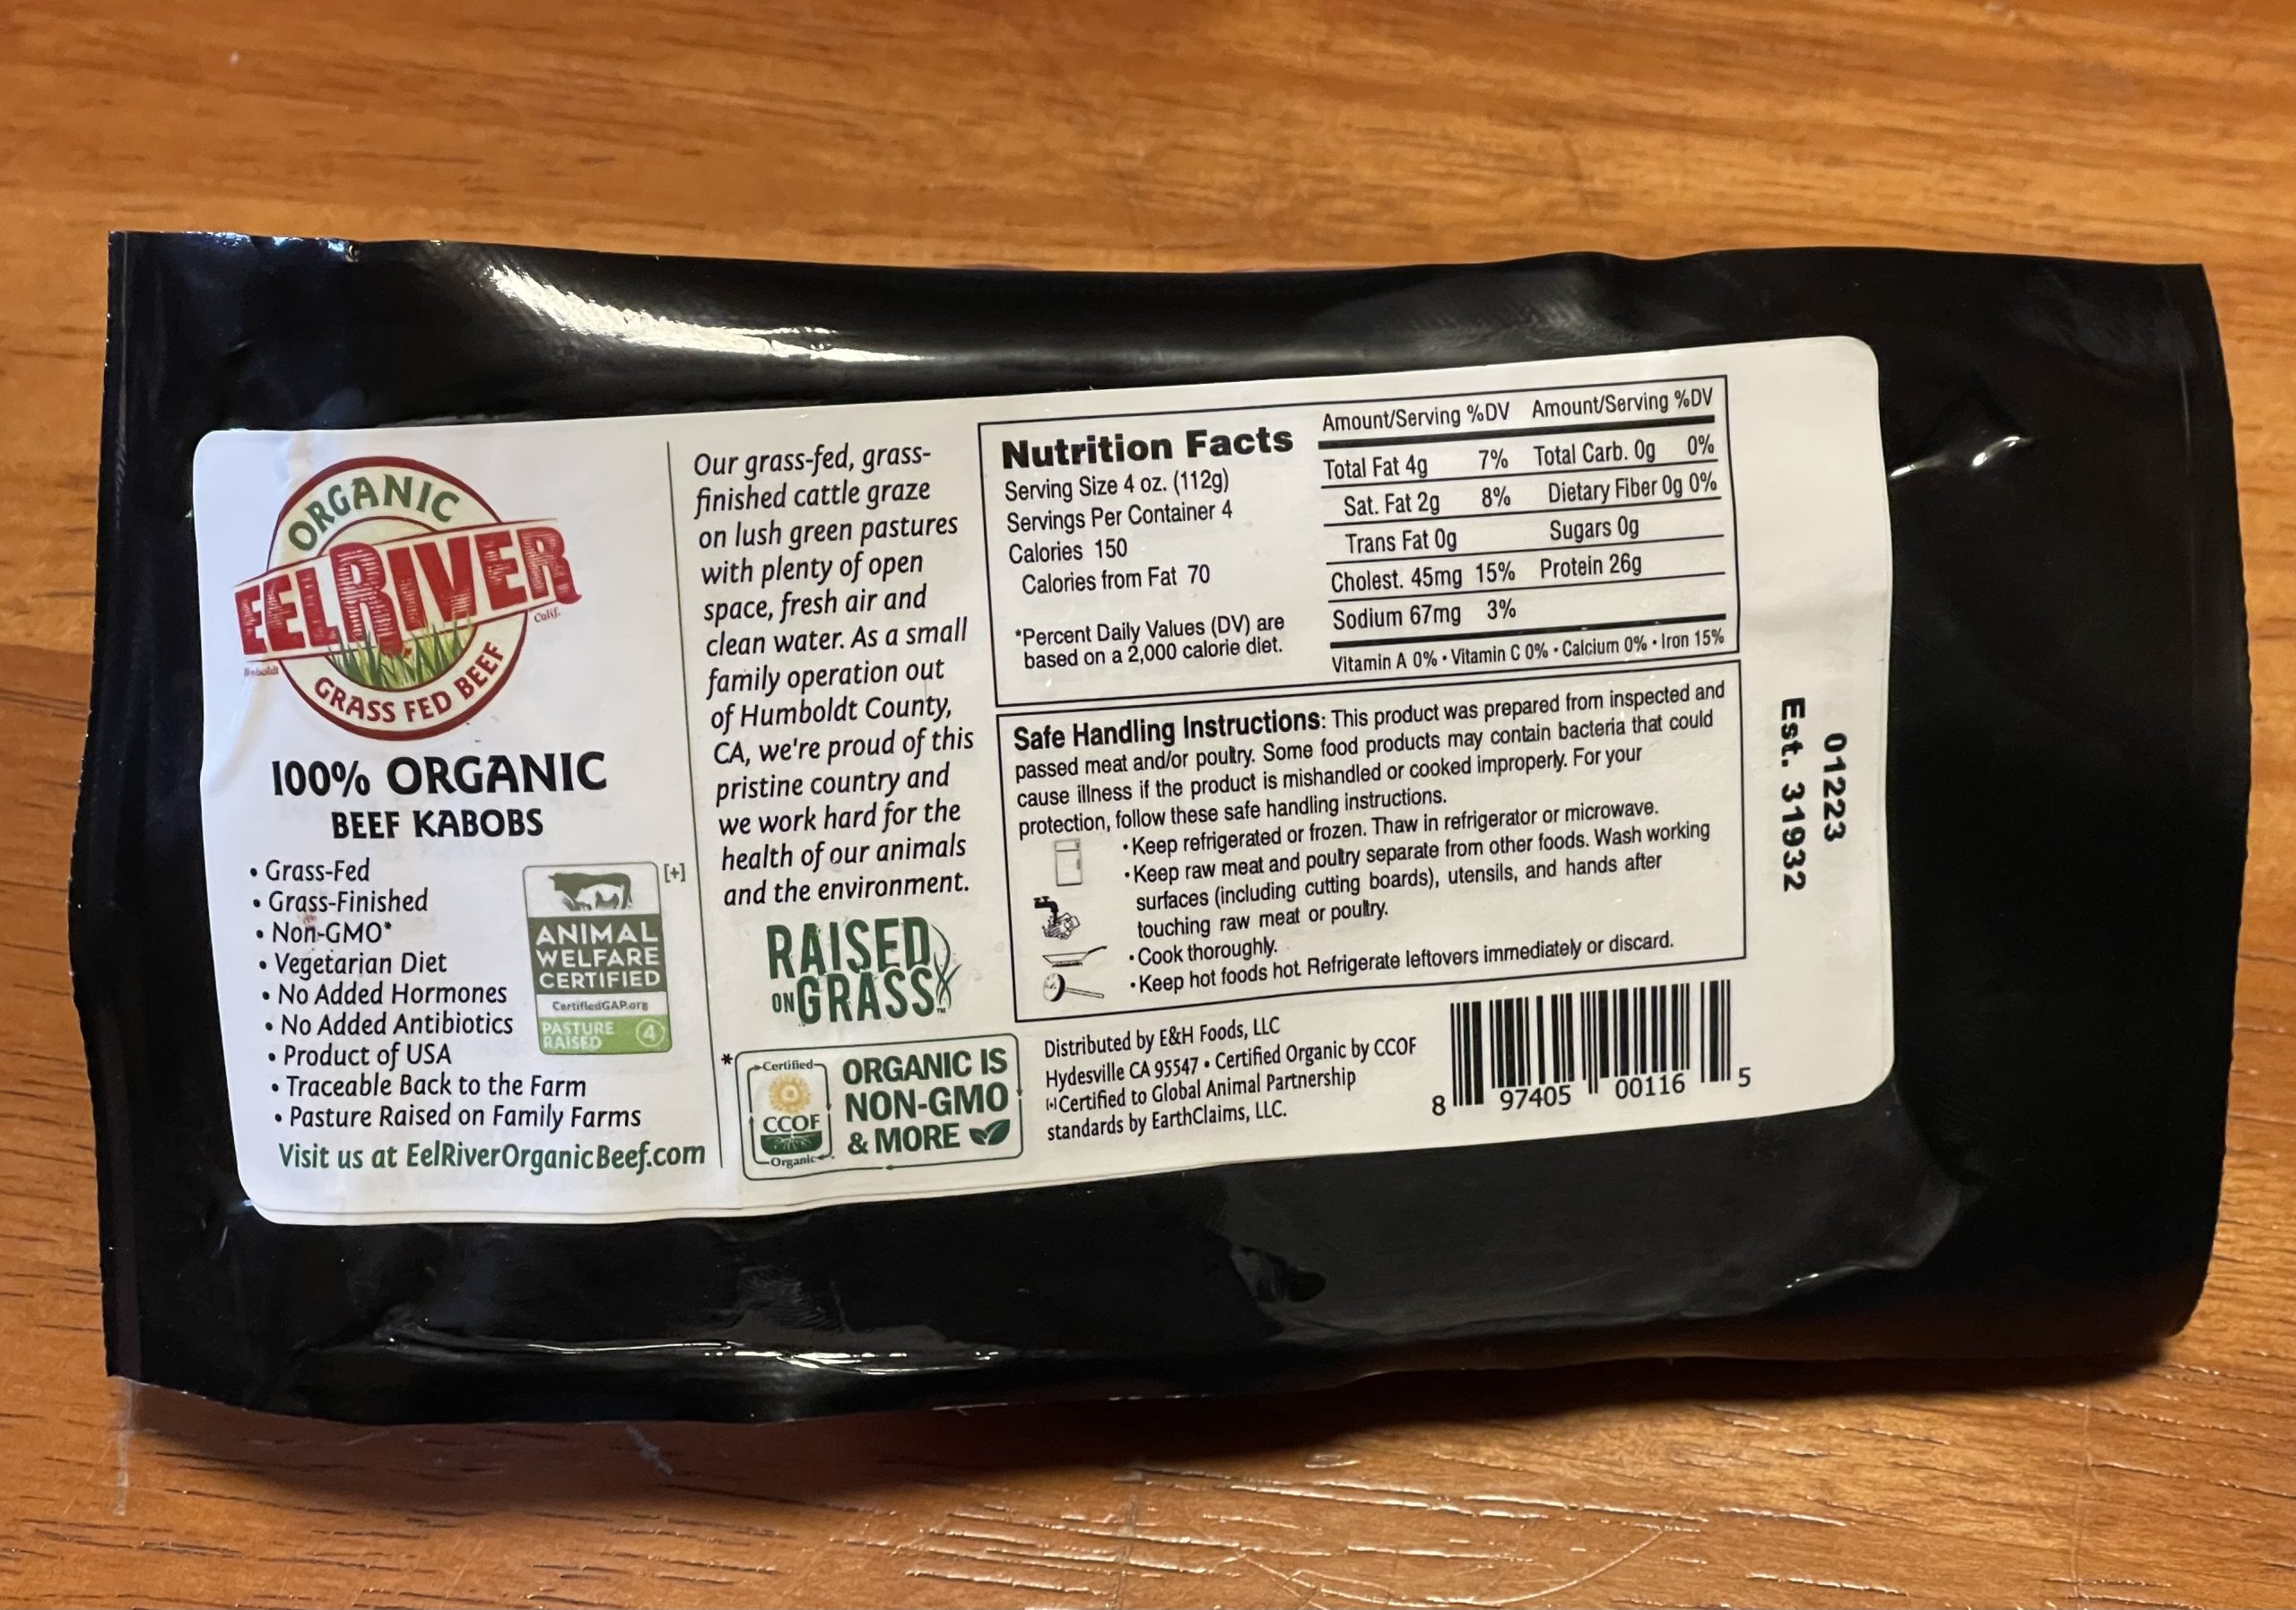 ORGANIC
EELRIVER
Calif.
GRASS FED BEEF
100% ORGANIC
BEEF KABOBS
• Grass-Fed
• Grass-Finished
• Non-GMO*
• Vegetarian Diet
• No Added Hormones
• No Added Antibiotics
• Product of USA
• Traceable Back to the Farm
• Pasture Raised on Family Farms
Visit us at EelRiverOrganicBeef.com
[+]
ANIMAL
WELFARE
CERTIFIED
CertifiedGAP.org
PASTURE
RAISED 4
Our grass-fed, grass-
finished cattle graze
on lush green pastures
with plenty of open
space, fresh air and
clean water. As a small
family operation out
of Humboldt County,
CA, we're proud of this
pristine country and
we work hard for the
health of our animals
and the environment.
RAISED
ON GRASS™
*
Certified
CCOF
Organic
ORGANIC IS
NON-GMO
& MORE
Nutrition Facts
Serving Size 4 oz. (112g)
Servings Per Container 4
Calories 150
Calories from Fat 70
*Percent Daily Values (DV) are
based on a 2,000 calorie diet.
Amount/Serving %DV Amount/Serving %DV
Total Fat 4g 7% Total Carb. 0g 0%
Sat. Fat 2g 8% Dietary Fiber 0g 0%
Trans Fat 0g Sugars 0g
Cholest. 45mg 15% Protein 26g
Sodium 67mg 3%
Vitamin A 0% • Vitamin C 0% • Calcium 0% • Iron 15%
Safe Handling Instructions: This product was prepared from inspected and
passed meat and/or poultry. Some food products may contain bacteria that could
cause illness if the product is mishandled or cooked improperly. For your
protection, follow these safe handling instructions.
• Keep refrigerated or frozen. Thaw in refrigerator or microwave.
• Keep raw meat and poultry separate from other foods. Wash working
surfaces (including cutting boards), utensils, and hands after
touching raw meat or poultry.
• Cook thoroughly.
• Keep hot foods hot. Refrigerate leftovers immediately or discard.
Distributed by E&H Foods, LLC
Hydesville CA 95547 • Certified Organic by CCOF
[+]Certified to Global Animal Partnership
standards by EarthClaims, LLC.
8 97405 00116 5
01223
Est. 31932